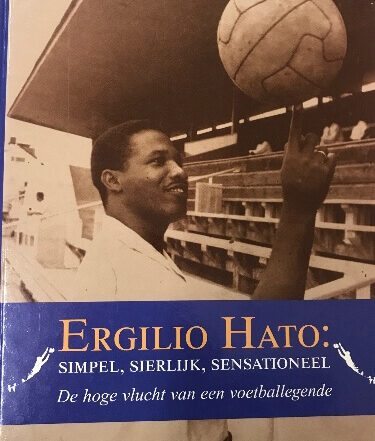 ERGILIO HATO:
SIMPEL, SIERLIJK, SENSATIONEEL
De hoge vlucht van een voetballegende